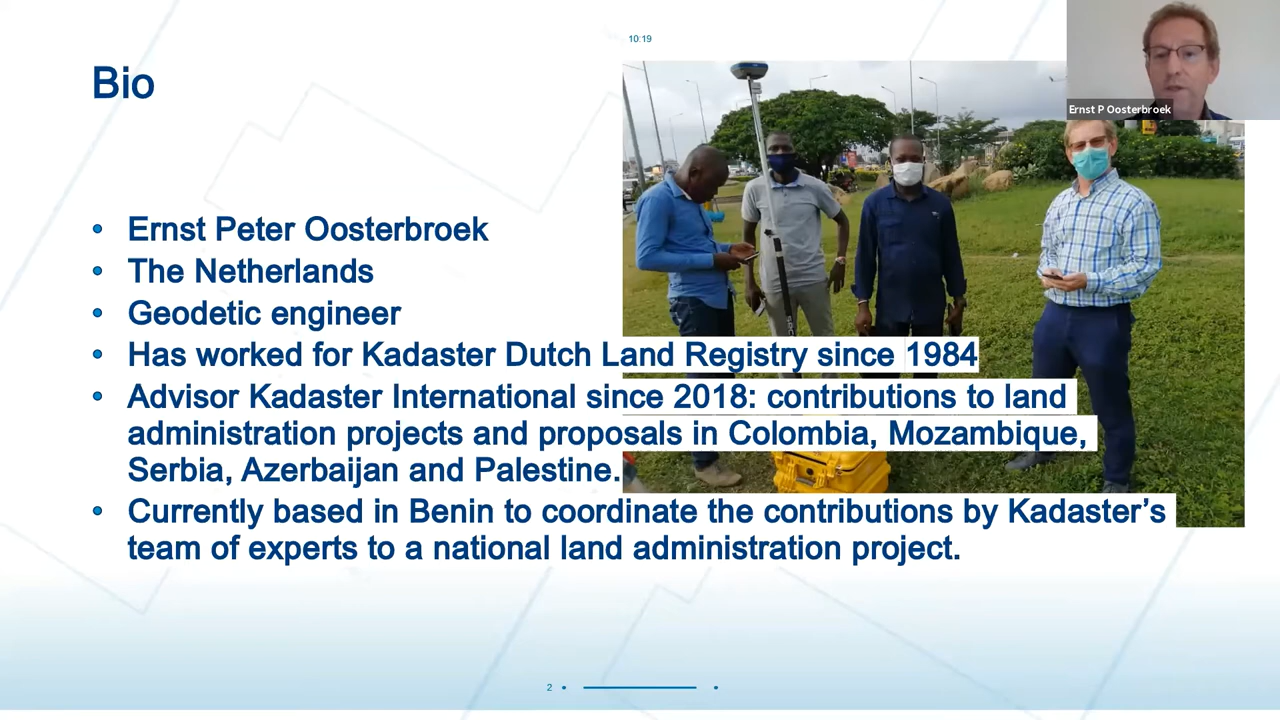 10:19
Ernst P Oosterbroek
Bio
• Ernst Peter Oosterbroek
• The Netherlands
• Geodetic engineer
• Has worked for Kadaster Dutch Land Registry since 1984
• Advisor Kadaster International since 2018: contributions to land
administration projects and proposals in Colombia, Mozambique,
Serbia, Azerbaijan and Palestine.
• Currently based in Benin to coordinate the contributions by Kadaster’s
team of experts to a national land administration project.
2